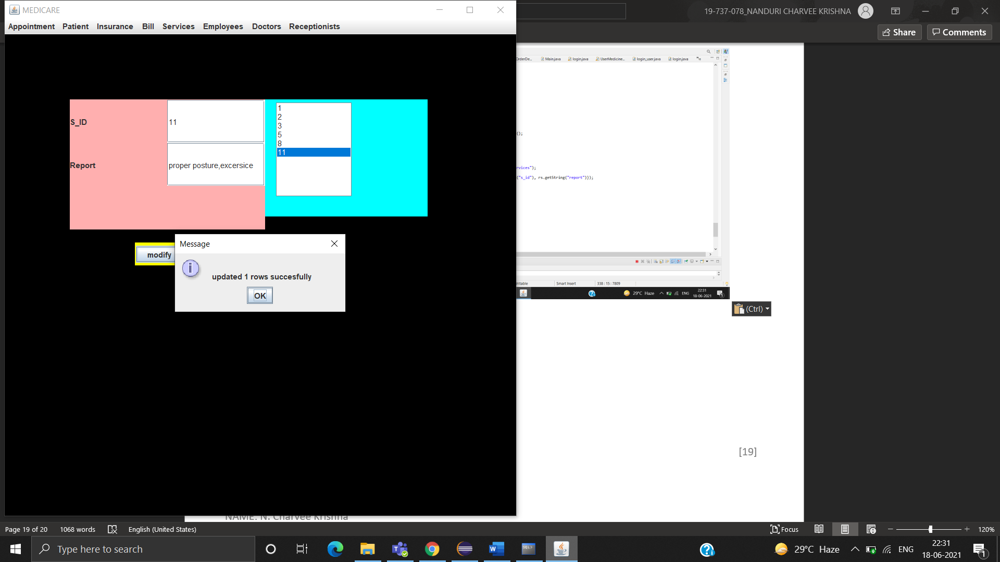 MEDICARE
Appointment Patient Insurance Bill Services Employees Doctors Receptionists
19-737-078_NANDURI CHARVEE KRISHNA
Share
Comments
S_ID
11
Report
proper posture,excersice
1
2
3
5
8
11
modify
Message
updated 1 rows succesfully
OK
OrderDe... Main.java login.java UserMedicine... login_user.java login.java
();
rvices");
("s_id"), rs.getString("report")});
Smart Insert
338 : 15 : 7809
29°C Haze
ENG
22:31
18-06-2021
(Ctrl)
[19]
NAME: N. Charvee Krishna
Page 19 of 20
1068 words
English (United States)
Focus
120%
Type here to search
29°C Haze
ENG
22:31
18-06-2021
1